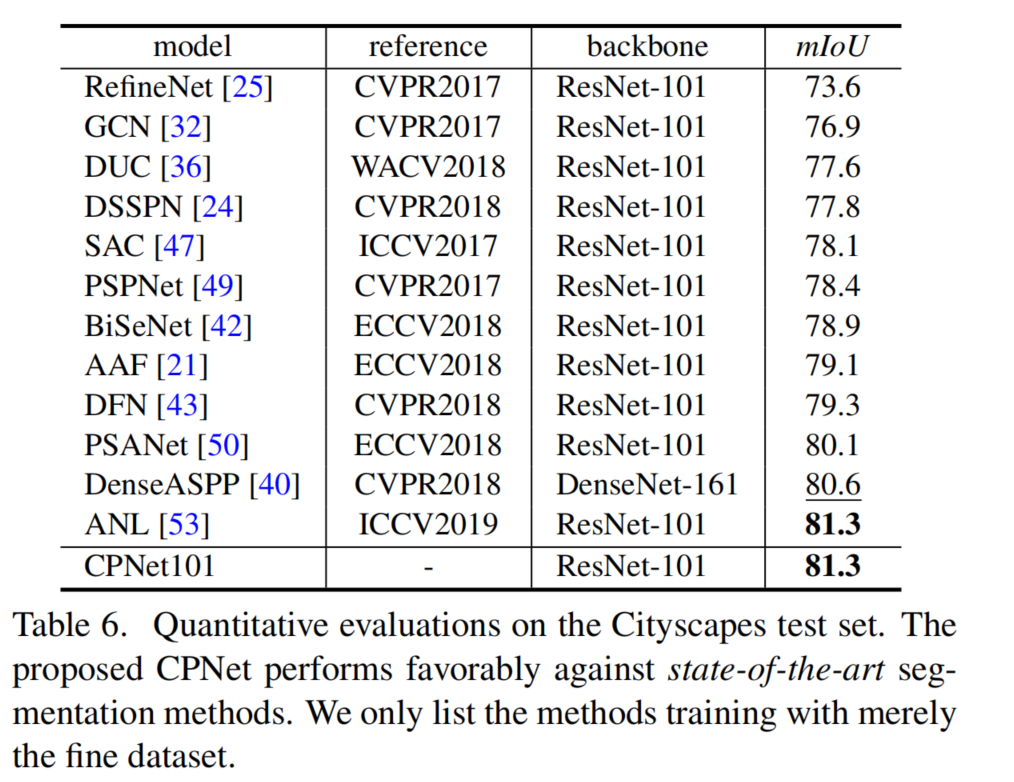 model reference backbone mIoU
RefineNet [25] CVPR2017 ResNet-101 73.6
GCN [32] CVPR2017 ResNet-101 76.9
DUC [36] WACV2018 ResNet-101 77.6
DSSPN [24] CVPR2018 ResNet-101 77.8
SAC [47] ICCV2017 ResNet-101 78.1
PSPNet [49] CVPR2017 ResNet-101 78.4
BiSeNet [42] ECCV2018 ResNet-101 78.9
AAF [21] ECCV2018 ResNet-101 79.1
DFN [43] CVPR2018 ResNet-101 79.3
PSANet [50] ECCV2018 ResNet-101 80.1
DenseASPP [40] CVPR2018 DenseNet-161 80.6
ANL [53] ICCV2019 ResNet-101 81.3
CPNet101 - ResNet-101 81.3
Table 6. Quantitative evaluations on the Cityscapes test set. The
proposed CPNet performs favorably against state-of-the-art seg-
mentation methods. We only list the methods training with merely
the fine dataset.